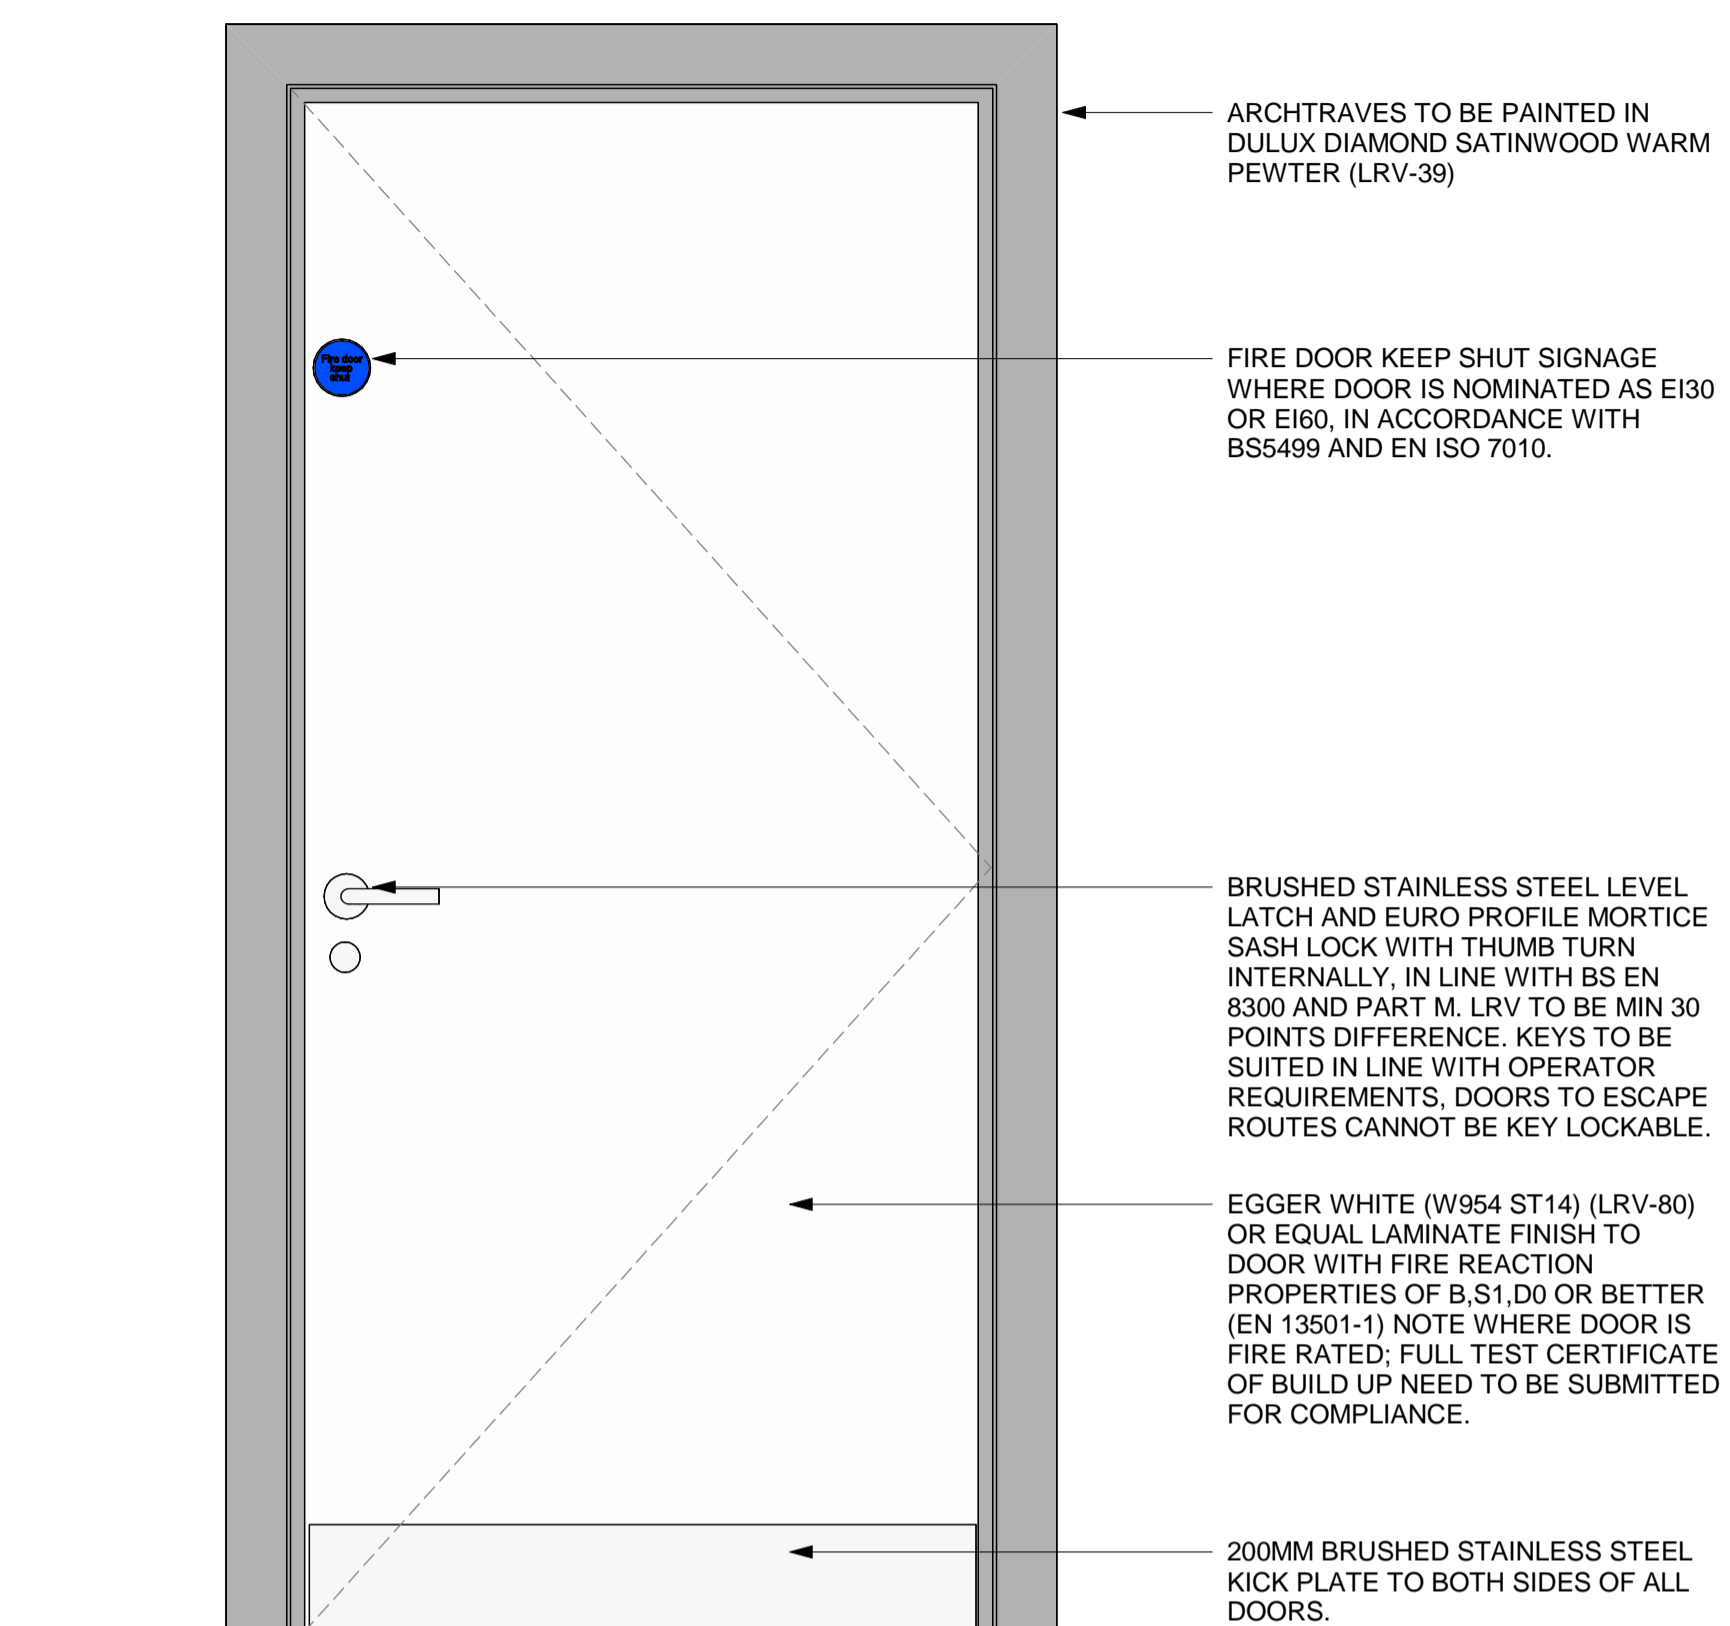 ARCHTRAVES TO BE PAINTED IN
DULUX DIAMOND SATINWOOD WARM
PEWTER (LRV-39)
Fire door
keep
shut
FIRE DOOR KEEP SHUT SIGNAGE
WHERE DOOR IS NOMINATED AS EI30
OR EI60, IN ACCORDANCE WITH
BS5499 AND EN ISO 7010.
BRUSHED STAINLESS STEEL LEVEL
LATCH AND EURO PROFILE MORTICE
SASH LOCK WITH THUMB TURN
INTERNALLY, IN LINE WITH BS EN
8300 AND PART M. LRV TO BE MIN 30
POINTS DIFFERENCE. KEYS TO BE
SUITED IN LINE WITH OPERATOR
REQUIREMENTS, DOORS TO ESCAPE
ROUTES CANNOT BE KEY LOCKABLE.
EGGER WHITE (W954 ST14) (LRV-80)
OR EQUAL LAMINATE FINISH TO
DOOR WITH FIRE REACTION
PROPERTIES OF B,S1,D0 OR BETTER
(EN 13501-1) NOTE WHERE DOOR IS
FIRE RATED; FULL TEST CERTIFICATE
OF BUILD UP NEED TO BE SUBMITTED
FOR COMPLIANCE.
200MM BRUSHED STAINLESS STEEL
KICK PLATE TO BOTH SIDES OF ALL
DOORS.